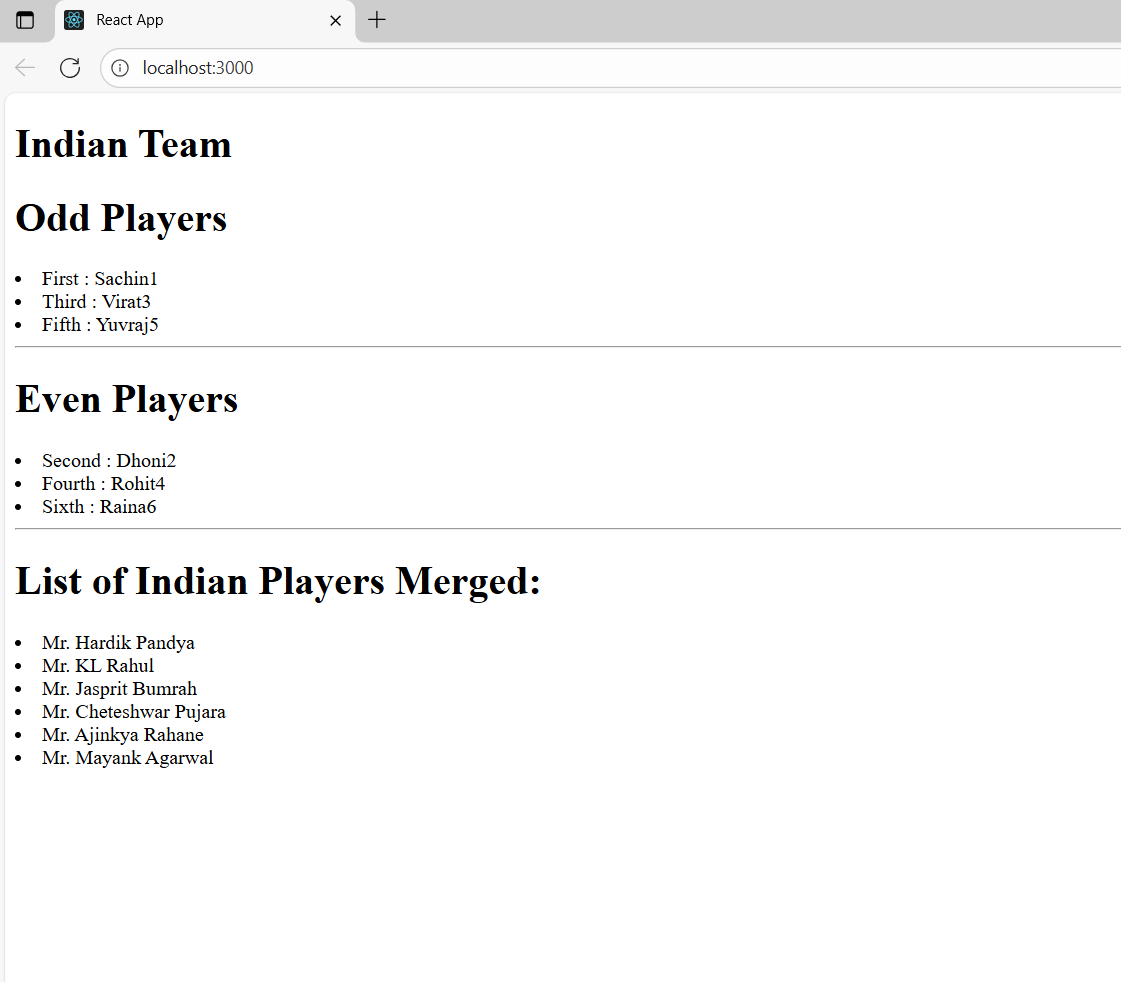 React App
localhost:3000
Indian Team
Odd Players
First : Sachin1
Third : Virat3
Fifth : Yuvraj5
Even Players
Second : Dhoni2
Fourth : Rohit4
Sixth : Raina6
List of Indian Players Merged:
Mr. Hardik Pandya
Mr. KL Rahul
Mr. Jasprit Bumrah
Mr. Cheteshwar Pujara
Mr. Ajinkya Rahane
Mr. Mayank Agarwal